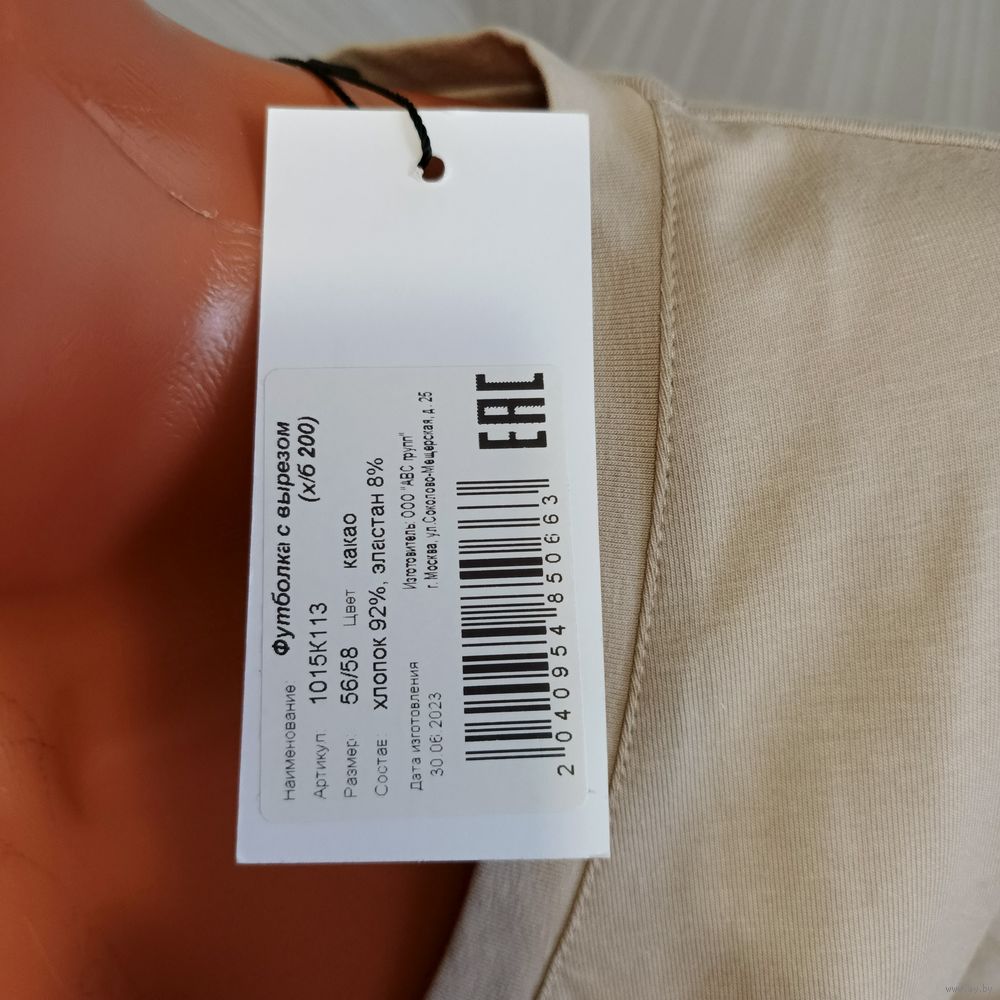 Наименование: Футболка с вырезом
(х/б 200)
Артикул: 1015К113
Размер: 56/58 Цвет какао
Состав: хлопок 92%, эластан 8%
Дата изготовления
30.06.2023
Изготовитель: ООО "АВС групп"
г. Москва, ул.Соколово-Мещерская, д. 25
2 040954 850663
EAC